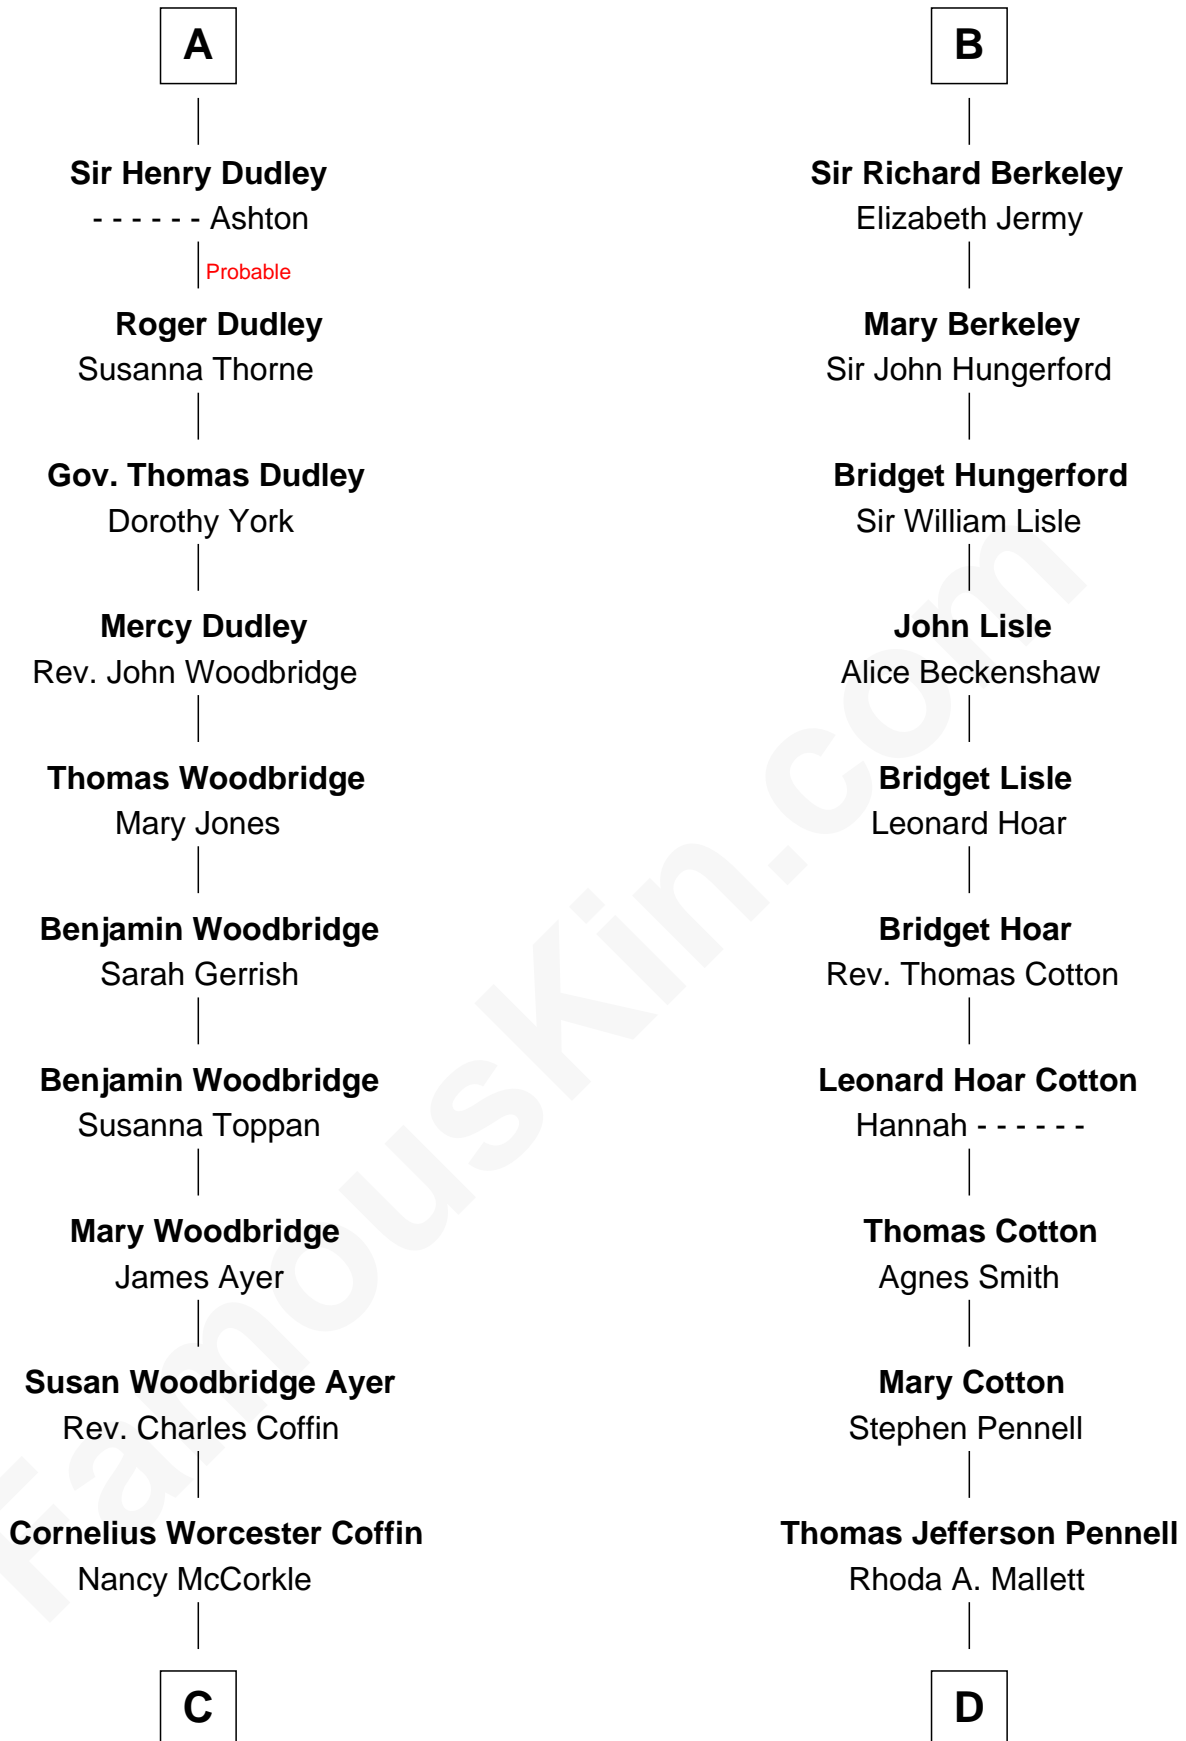 A
Sir Henry Dudley
- - - - - - Ashton
Probable
Roger Dudley
Susanna Thorne
Gov. Thomas Dudley
Dorothy York
Mercy Dudley
Rev. John Woodbridge
Thomas Woodbridge
Mary Jones
Benjamin Woodbridge
Sarah Gerrish
Benjamin Woodbridge
Susanna Toppan
Mary Woodbridge
James Ayer
Susan Woodbridge Ayer
Rev. Charles Coffin
Cornelius Worcester Coffin
Nancy McCorkle
C
B
Sir Richard Berkeley
Elizabeth Jermy
Mary Berkeley
Sir John Hungerford
Bridget Hungerford
Sir William Lisle
John Lisle
Alice Beckenshaw
Bridget Lisle
Leonard Hoar
Bridget Hoar
Rev. Thomas Cotton
Leonard Hoar Cotton
Hannah - - - - - -
Thomas Cotton
Agnes Smith
Mary Cotton
Stephen Pennell
Thomas Jefferson Pennell
Rhoda A. Mallett
D
FamousKin.com